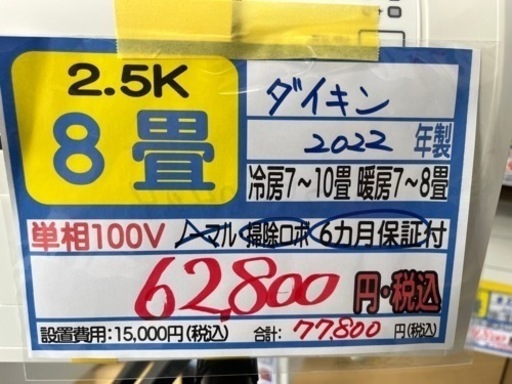 2.5K
8畳
ダイキン
2022 年製
冷房7~10畳 暖房7~8畳
単相100V ノーマル 掃除ロボ 6カ月保証付
62,800 円・税込
設置費用:15,000円(税込) 合計: 77,800 円(税込)